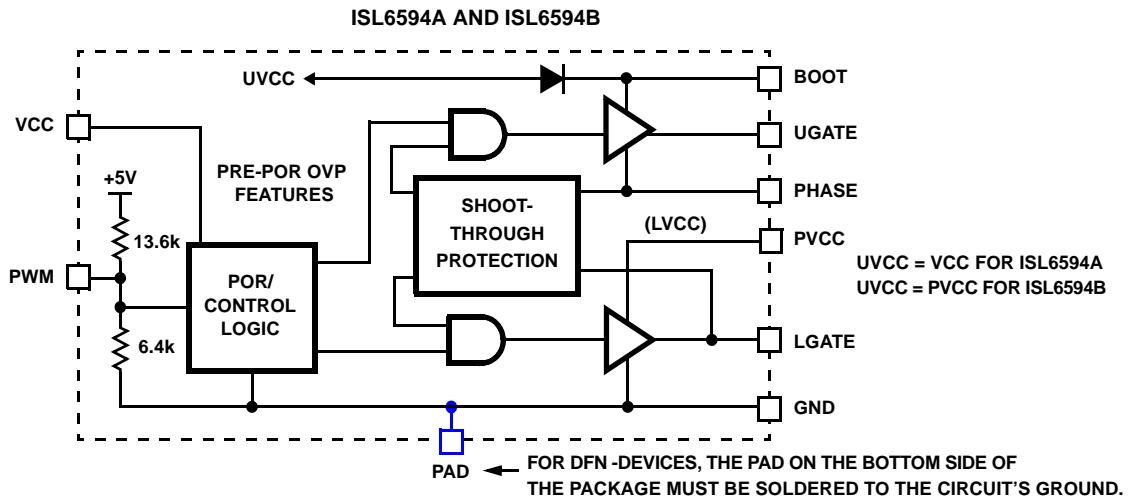 ISL6594A AND ISL6594B
UVCC
BOOT
VCC
UGATE
+5V
PRE-POR OVP
FEATURES
PHASE
SHOOT-
THROUGH
PROTECTION
(LVCC)
13.6k
PVCC
UVCC = VCC FOR ISL6594A
UVCC = PVCC FOR ISL6594B
PWM
POR/
CONTROL
LOGIC
6.4k
LGATE
GND
PAD
FOR DFN -DEVICES, THE PAD ON THE BOTTOM SIDE OF
THE PACKAGE MUST BE SOLDERED TO THE CIRCUIT'S GROUND.